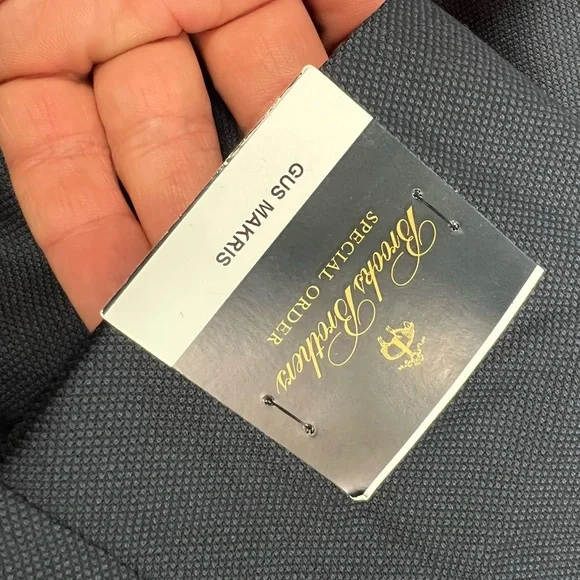 Brooks Brothers
SPECIAL ORDER
GUS MAKRIS